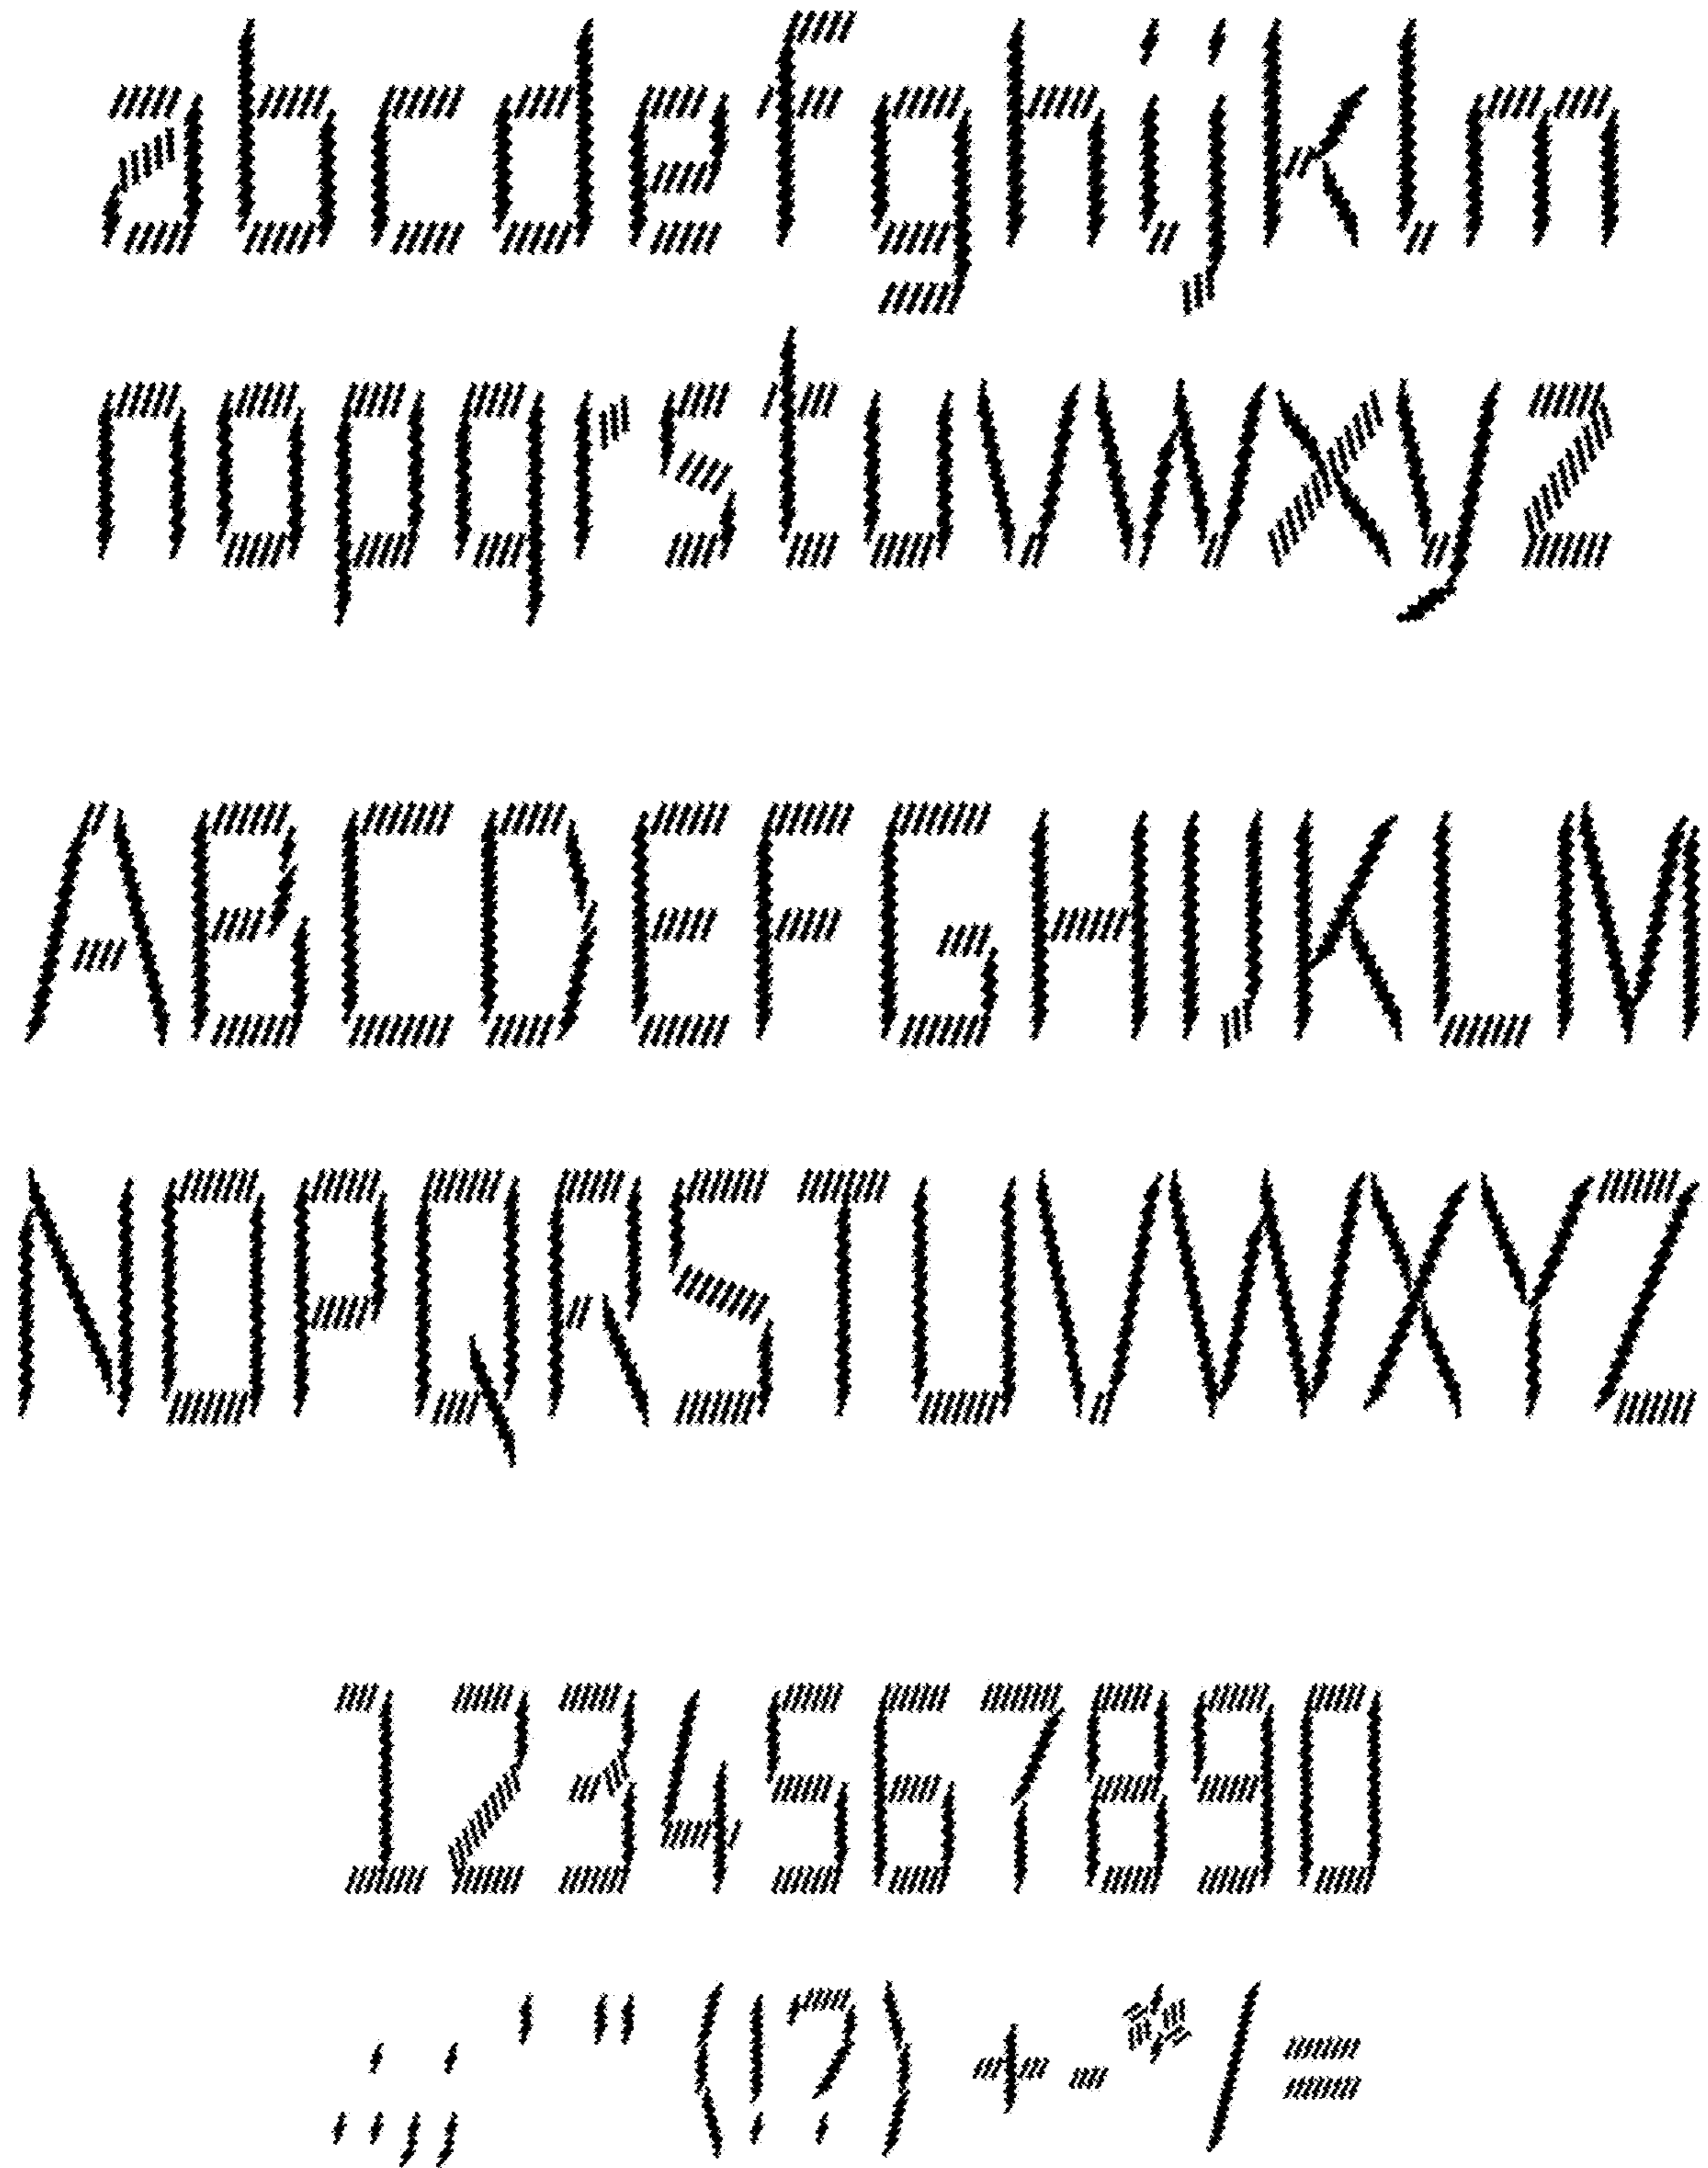 abcdefghijklm
nopqrstuvwxyz
ABCDEFGHIJKLM
NOPQRSTUVWXYZ
1234567890
.:,;'"(!?)+-*/=